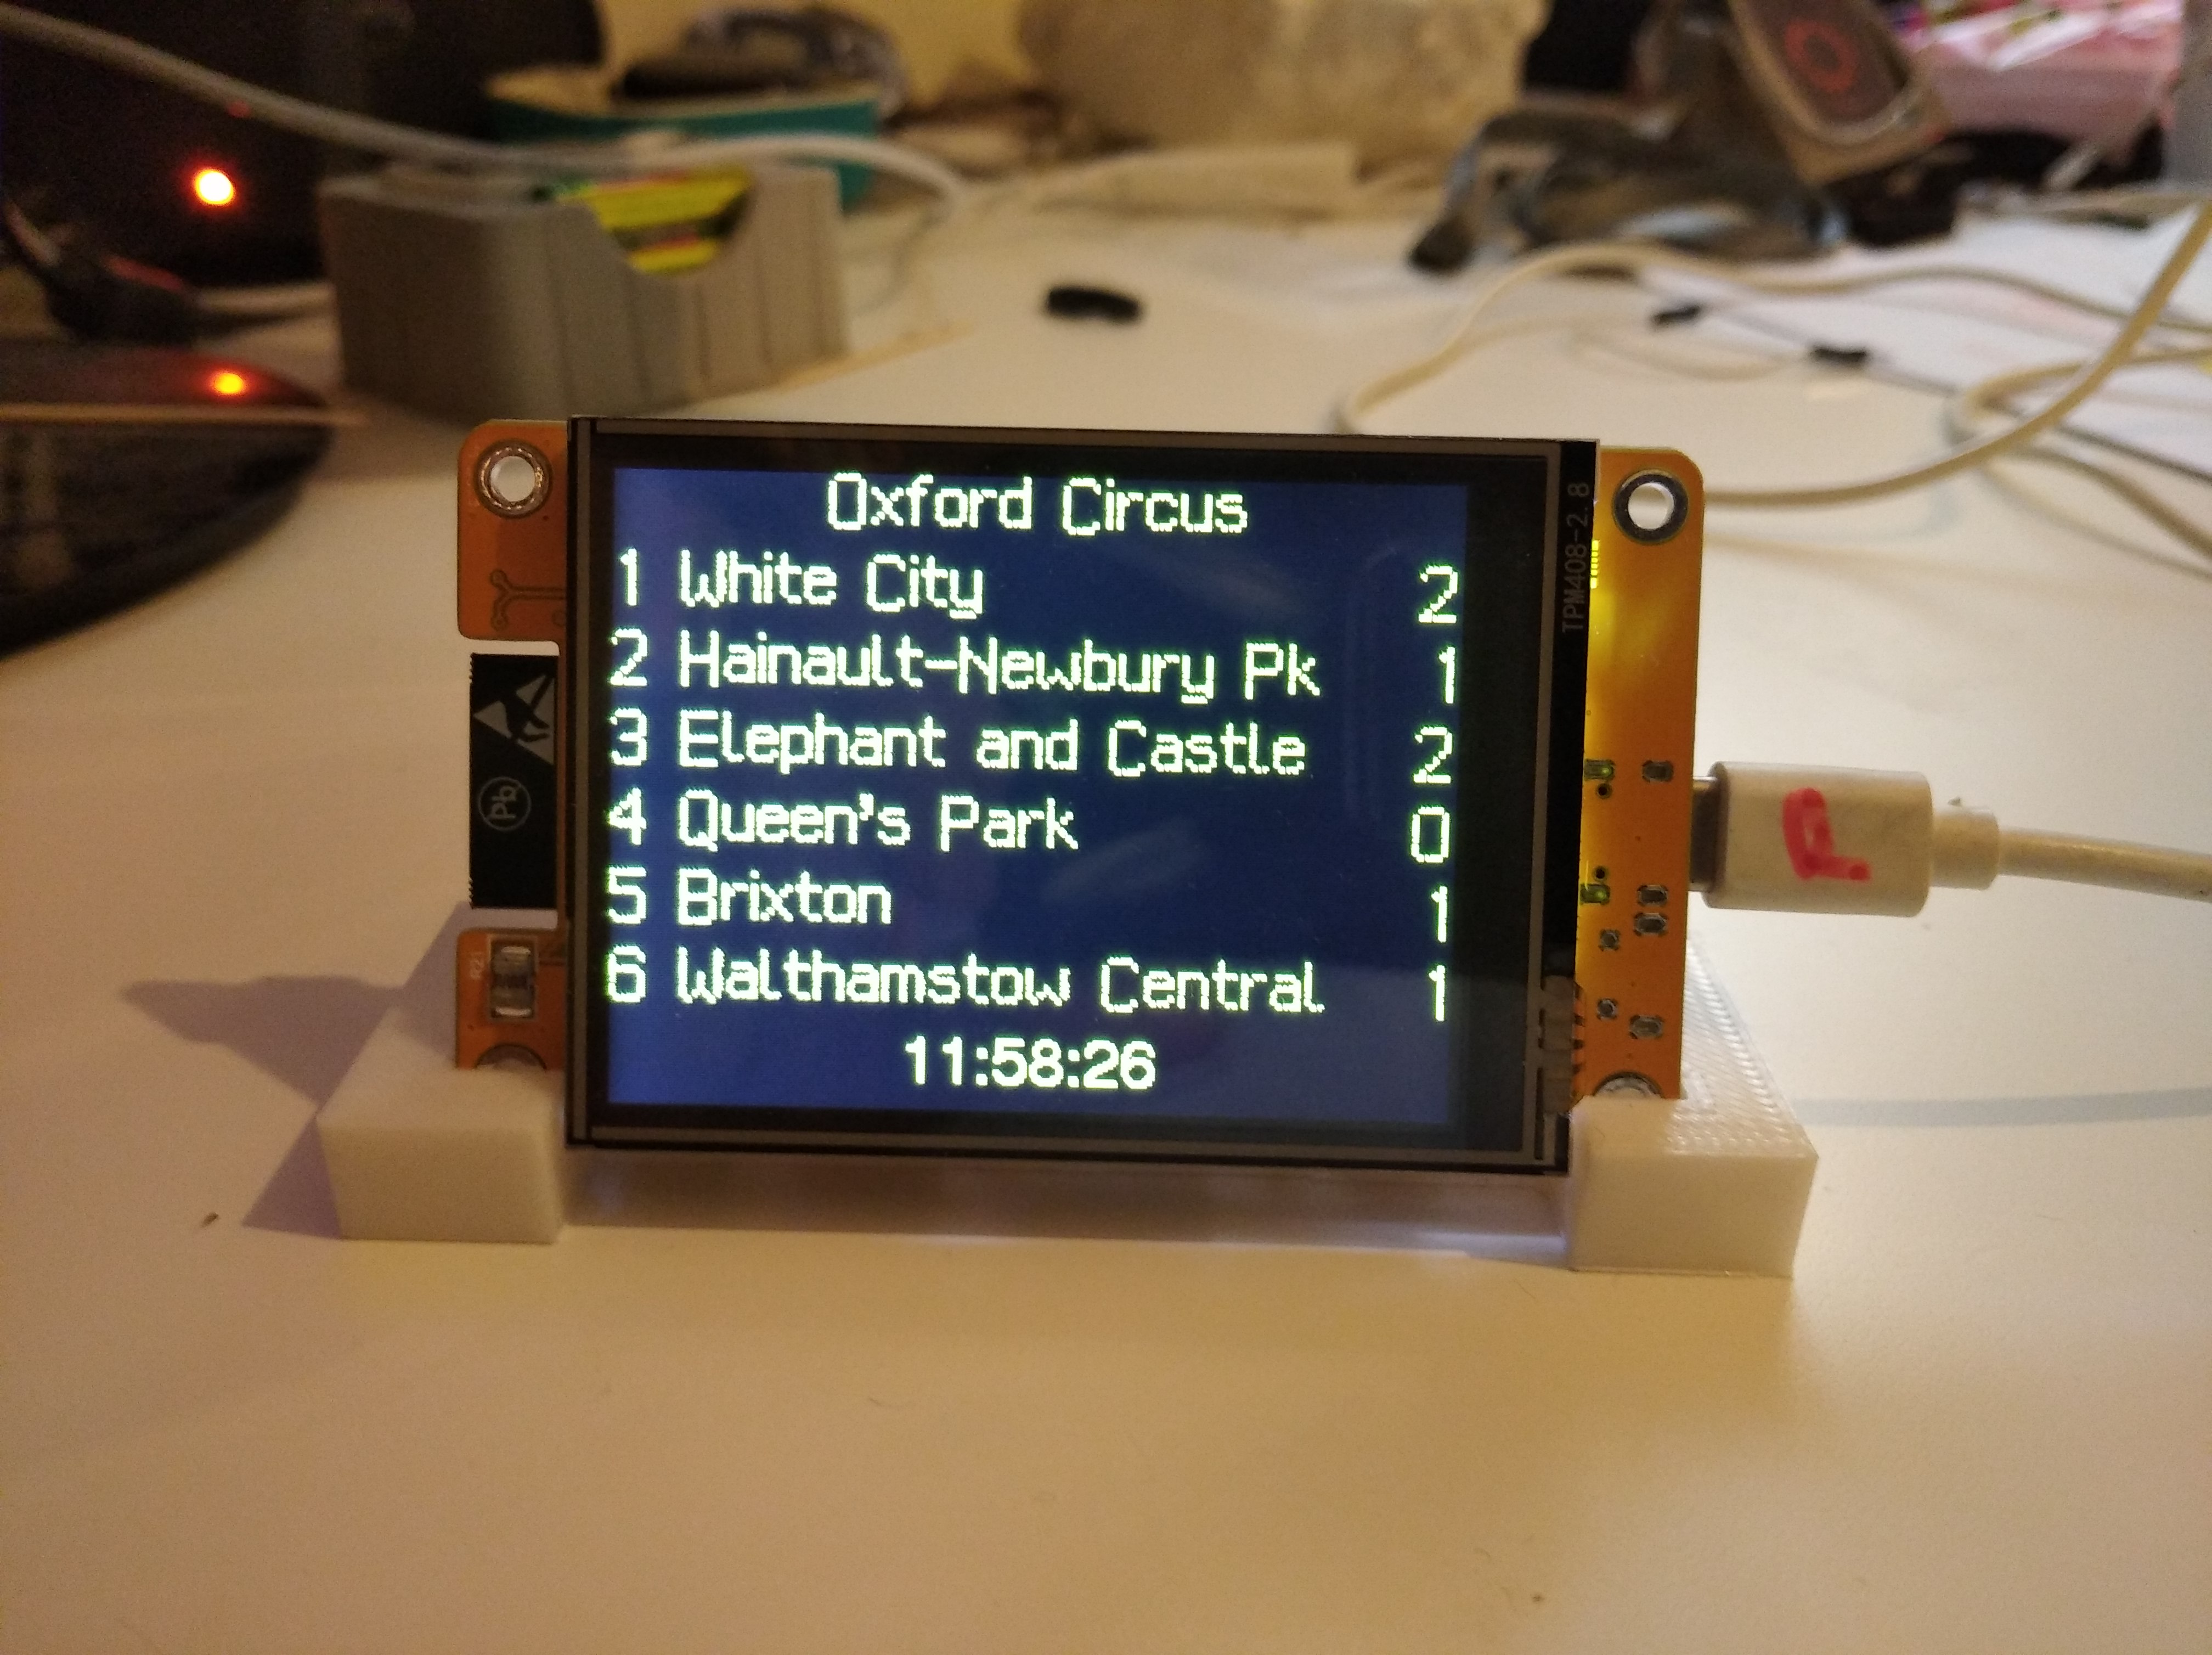 Oxford Circus
1 White City 2
2 Hainault-Newbury Pk 1
3 Elephant and Castle 2
4 Queen's Park 0
5 Brixton 1
6 Walthamstow Central 1
11:58:26
TPM408-2.8
Pb
R21